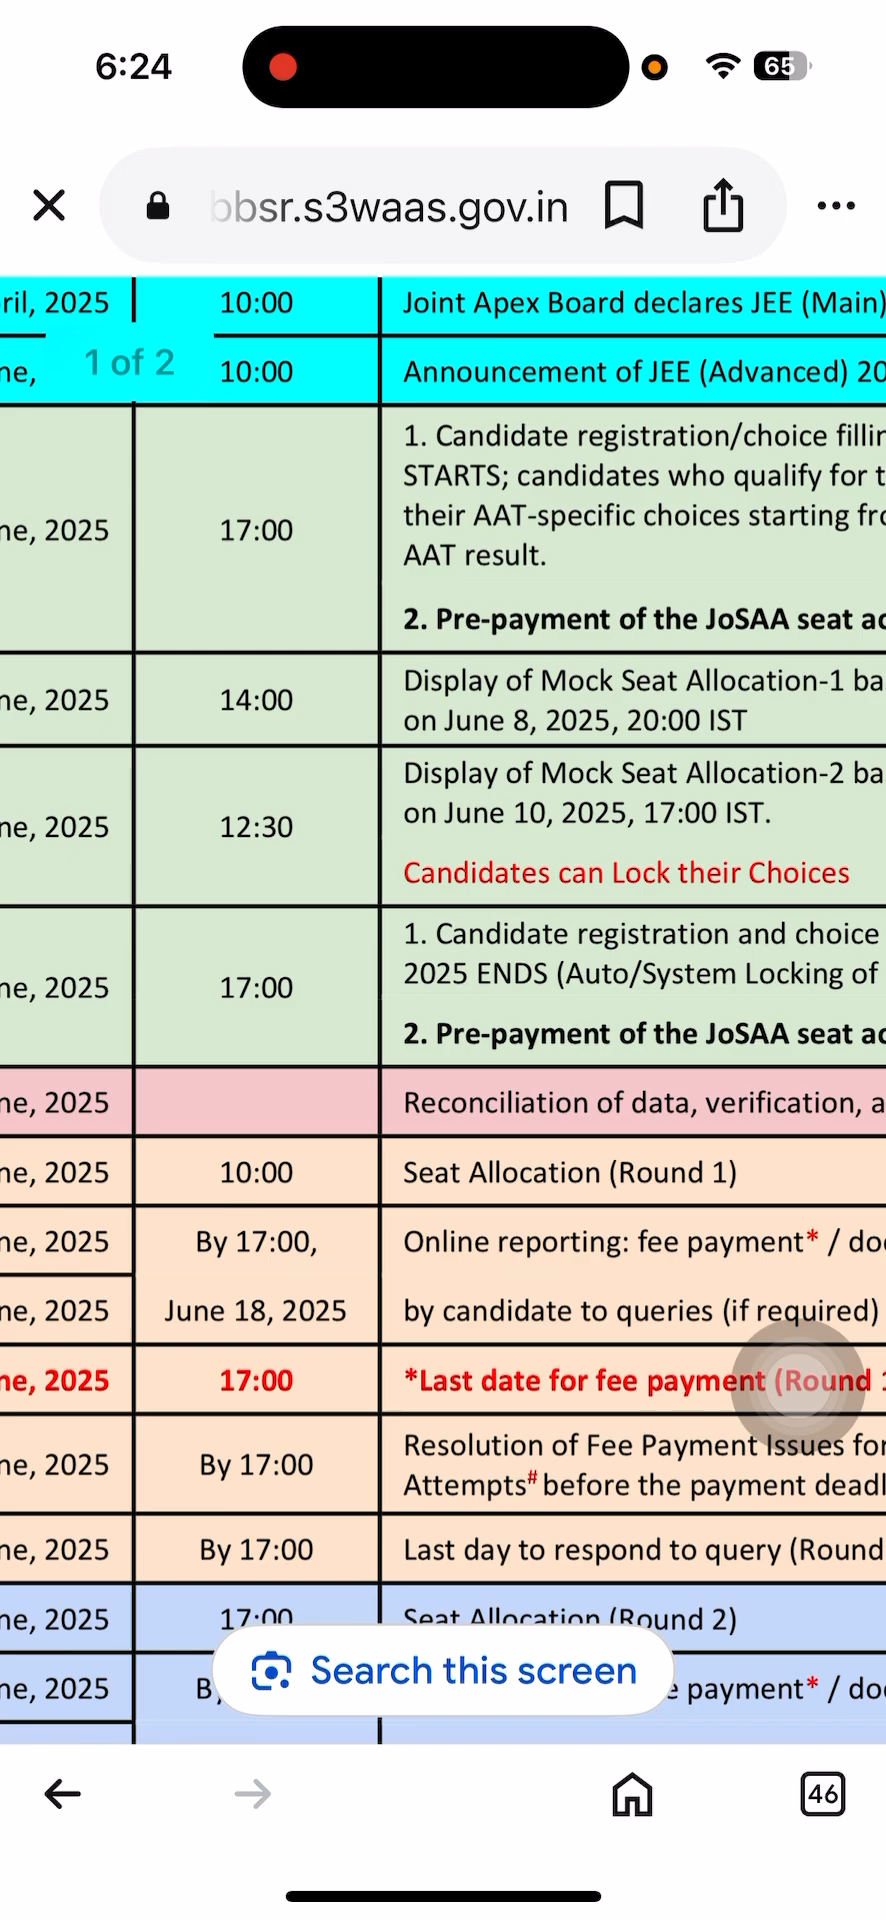 6:24
65
bbsr.s3waas.gov.in
ril, 2025 10:00 Joint Apex Board declares JEE (Main)
1 of 2
ne, 10:00 Announcement of JEE (Advanced) 20
1. Candidate registration/choice fillin
STARTS; candidates who qualify for t
ne, 2025 17:00 their AAT-specific choices starting fro
AAT result.
2. Pre-payment of the JoSAA seat ac
ne, 2025 14:00 Display of Mock Seat Allocation-1 ba
on June 8, 2025, 20:00 IST
Display of Mock Seat Allocation-2 ba
ne, 2025 12:30 on June 10, 2025, 17:00 IST.
Candidates can Lock their Choices
1. Candidate registration and choice
ne, 2025 17:00 2025 ENDS (Auto/System Locking of
2. Pre-payment of the JoSAA seat ac
ne, 2025 Reconciliation of data, verification, a
ne, 2025 10:00 Seat Allocation (Round 1)
ne, 2025 By 17:00, Online reporting: fee payment* / doc
ne, 2025 June 18, 2025 by candidate to queries (if required)
ne, 2025 17:00 *Last date for fee payment (Round 1
ne, 2025 By 17:00 Resolution of Fee Payment Issues for
Attempts# before the payment deadl
ne, 2025 By 17:00 Last day to respond to query (Round
ne, 2025 17:00 Seat Allocation (Round 2)
Search this screen
ne, 2025 e payment* / doc
46